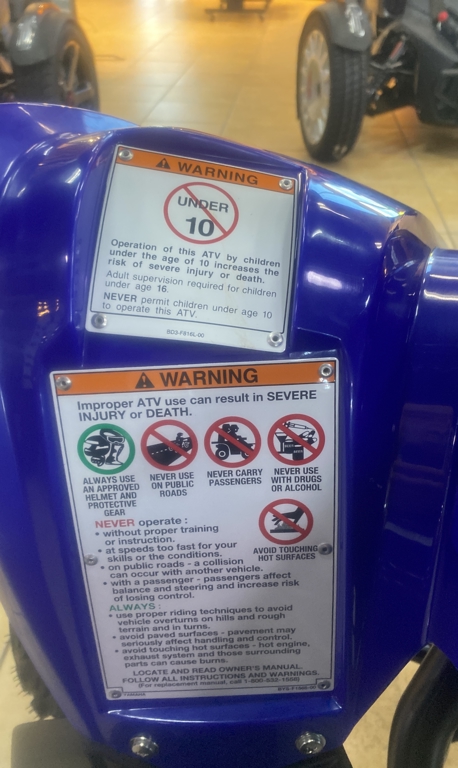 WARNING
UNDER
10
Operation of this ATV by children
under the age of 10 increases the
risk of severe injury or death.
Adult supervision required for children
under age 16.
NEVER permit children under age 10
to operate this ATV.
WARNING
Improper ATV use can result in SEVERE
INJURY or DEATH.
ALWAYS USE
AN APPROVED
HELMET AND
PROTECTIVE
GEAR
NEVER USE
ON PUBLIC
ROADS
NEVER CARRY
PASSENGERS
NEVER USE
WITH DRUGS
OR ALCOHOL
AVOID TOUCHING
HOT SURFACES
NEVER operate :
• without proper training
or instruction.
• at speeds too fast for your
skills or the conditions.
• on public roads - a collision
can occur with another vehicle.
• with a passenger - passengers affect
balance and steering and increase risk
of losing control.
ALWAYS :
• use proper riding techniques to avoid
vehicle overturns on hills and rough
terrain and in turns.
• avoid paved surfaces - pavement may
seriously affect handling and control.
• avoid touching hot surfaces - hot engine,
exhaust system and those surrounding
parts can cause burns.
LOCATE AND READ OWNER'S MANUAL.
FOLLOW ALL INSTRUCTIONS AND WARNINGS.